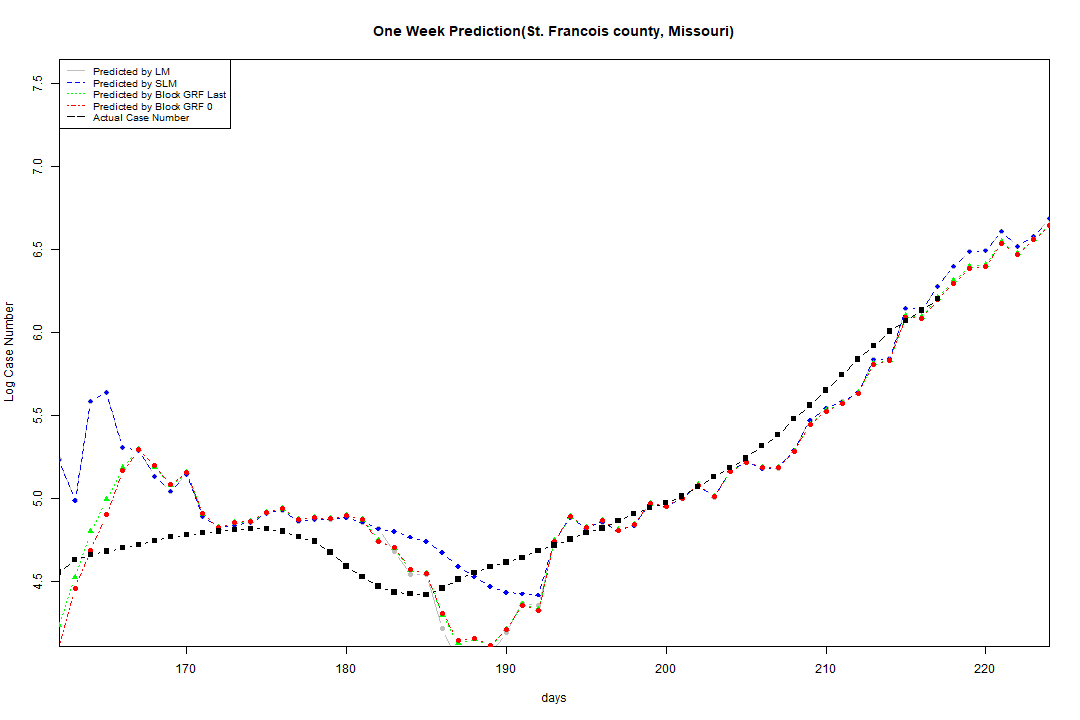 One Week Prediction(St. Francois county, Missouri)
Predicted by LM
Predicted by SLM
Predicted by Block GRF Last
Predicted by Block GRF 0
Actual Case Number
7.5
7.0
6.5
6.0
5.5
5.0
4.5
Log Case Number
170 180 190 200 210 220
days